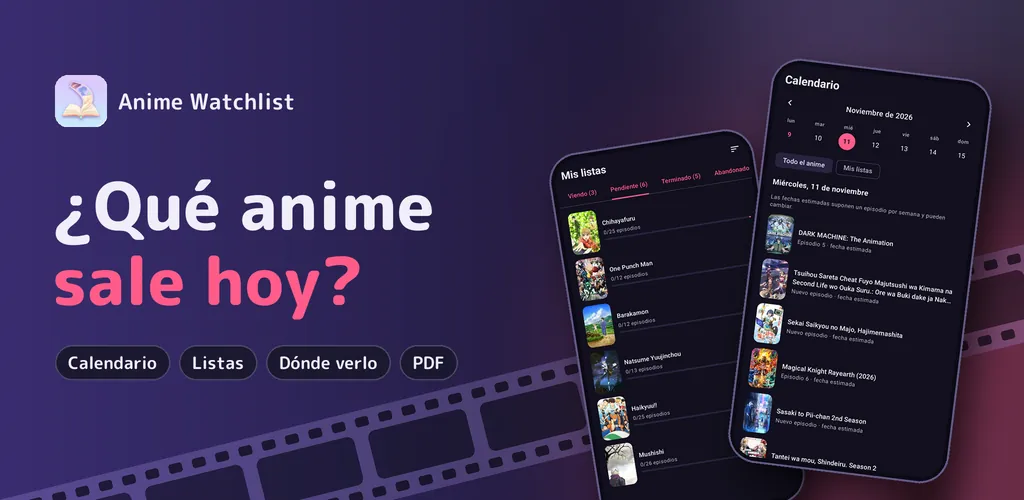 Anime Watchlist
¿Qué anime
sale hoy?
Calendario
Listas
Dónde verlo
PDF
Mis listas
Viendo (3)
Pendiente (6)
Terminado (5)
Abandonado
Chihayafuru
0/25 episodios
One Punch Man
0/12 episodios
Barakamon
0/12 episodios
Natsume Yuujinchou
0/13 episodios
Haikyuu!!
0/25 episodios
Mushishi
0/26 episodios
Calendario
Noviembre de 2026
lun mar mié jue vie sáb dom
9 10 11 12 13 14 15
Todo el anime
Mis listas
Miércoles, 11 de noviembre
Las fechas estimadas suponen un episodio por semana y pueden
cambiar.
DARK MACHINE: The Animation
Episodio 5 · fecha estimada
Tsuihou Sareta Cheat Fuyo Majutsushi wa Kimama na
Second Life wo Ouka Suru.: Ore wa Buki dake ja Nak...
Nuevo episodio · fecha estimada
Sekai Saikyou no Majo, Hajimemashita
Nuevo episodio · fecha estimada
Magical Knight Rayearth (2026)
Episodio 6 · fecha estimada
Sasaki to Pii-chan 2nd Season
Nuevo episodio · fecha estimada
Tantei wa mou, Shindeiru. Season 2